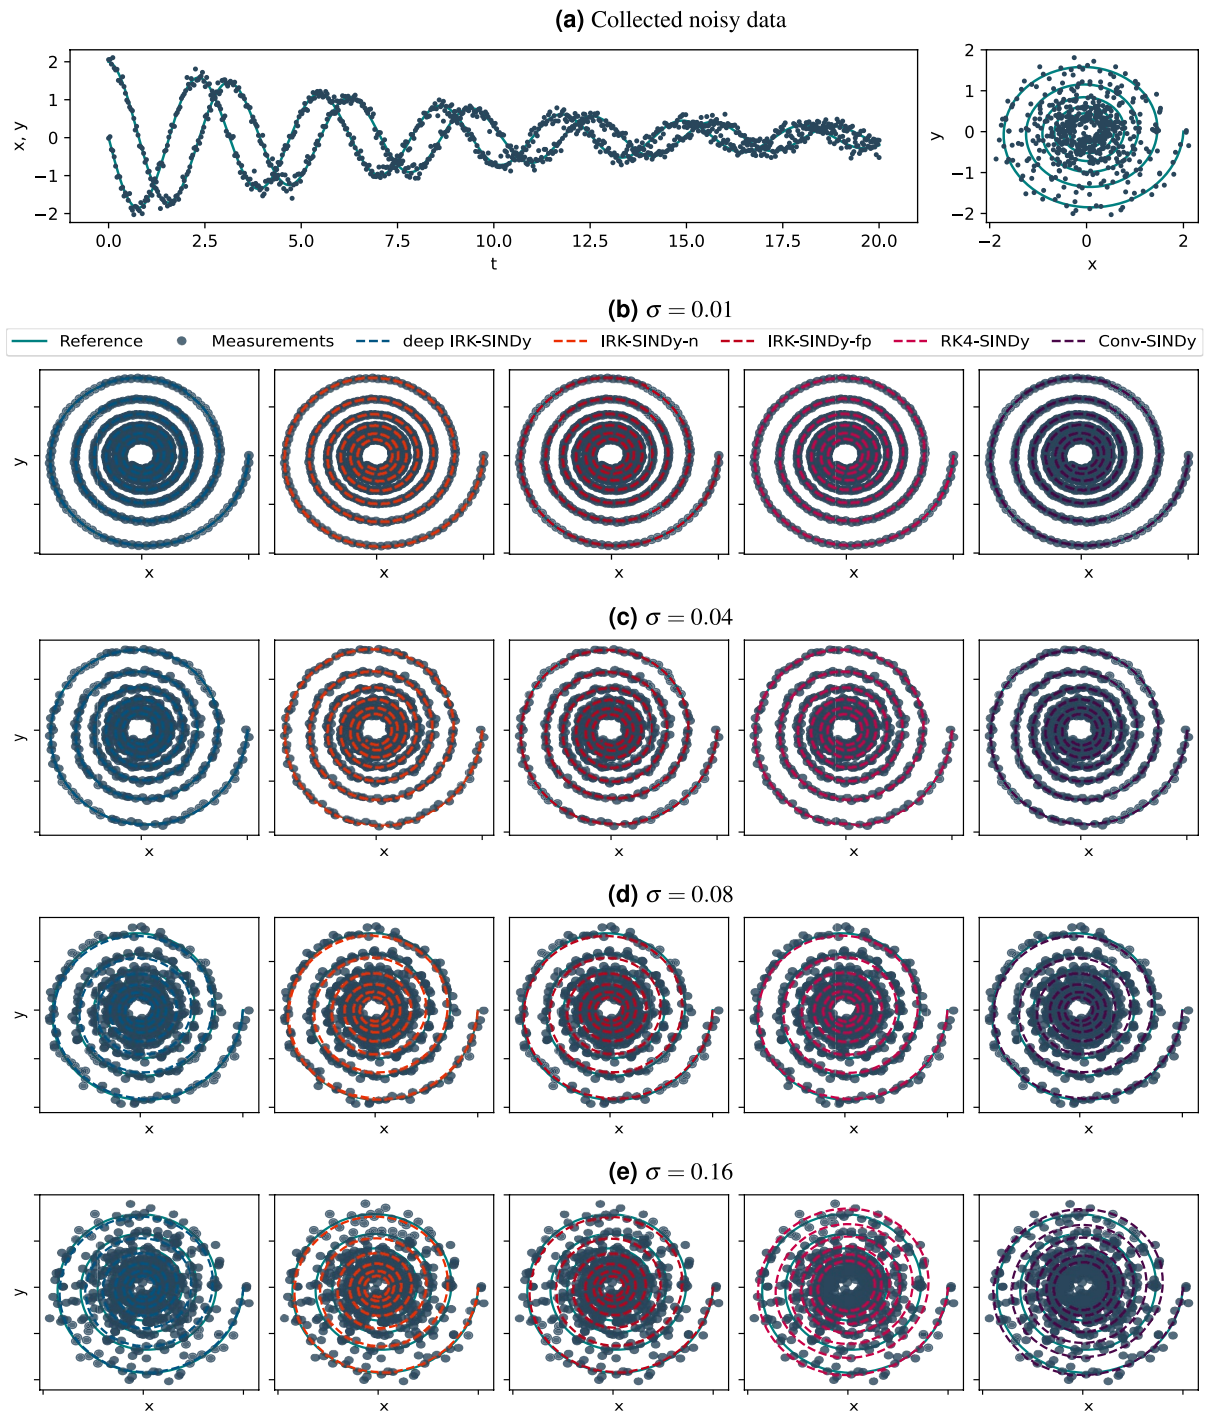 (a) Collected noisy data
2
1
0
−1
−2
x, y
0.0 2.5 5.0 7.5 10.0 12.5 15.0 17.5 20.0
t
2
1
0
−1
−2
y
−2 0 2
x
(b) σ = 0.01
Reference Measurements deep IRK-SINDy IRK-SINDy-n IRK-SINDy-fp RK4-SINDy Conv-SINDy
y
x x x x x
(c) σ = 0.04
y
x x x x x
(d) σ = 0.08
y
x x x x x
(e) σ = 0.16
y
x x x x x